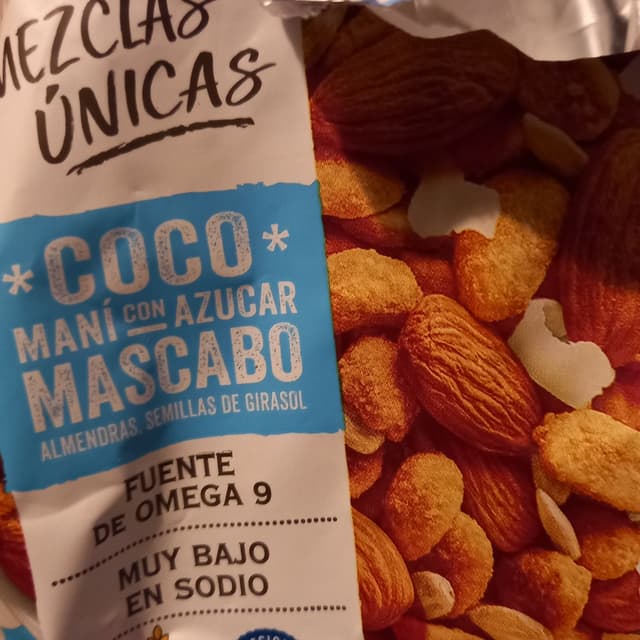 MEZCLAS
ÚNICAS
*COCO*
MANÍ CON AZUCAR
MASCABO
ALMENDRAS, SEMILLAS DE GIRASOL
FUENTE
DE OMEGA 9
MUY BAJO
EN SODIO